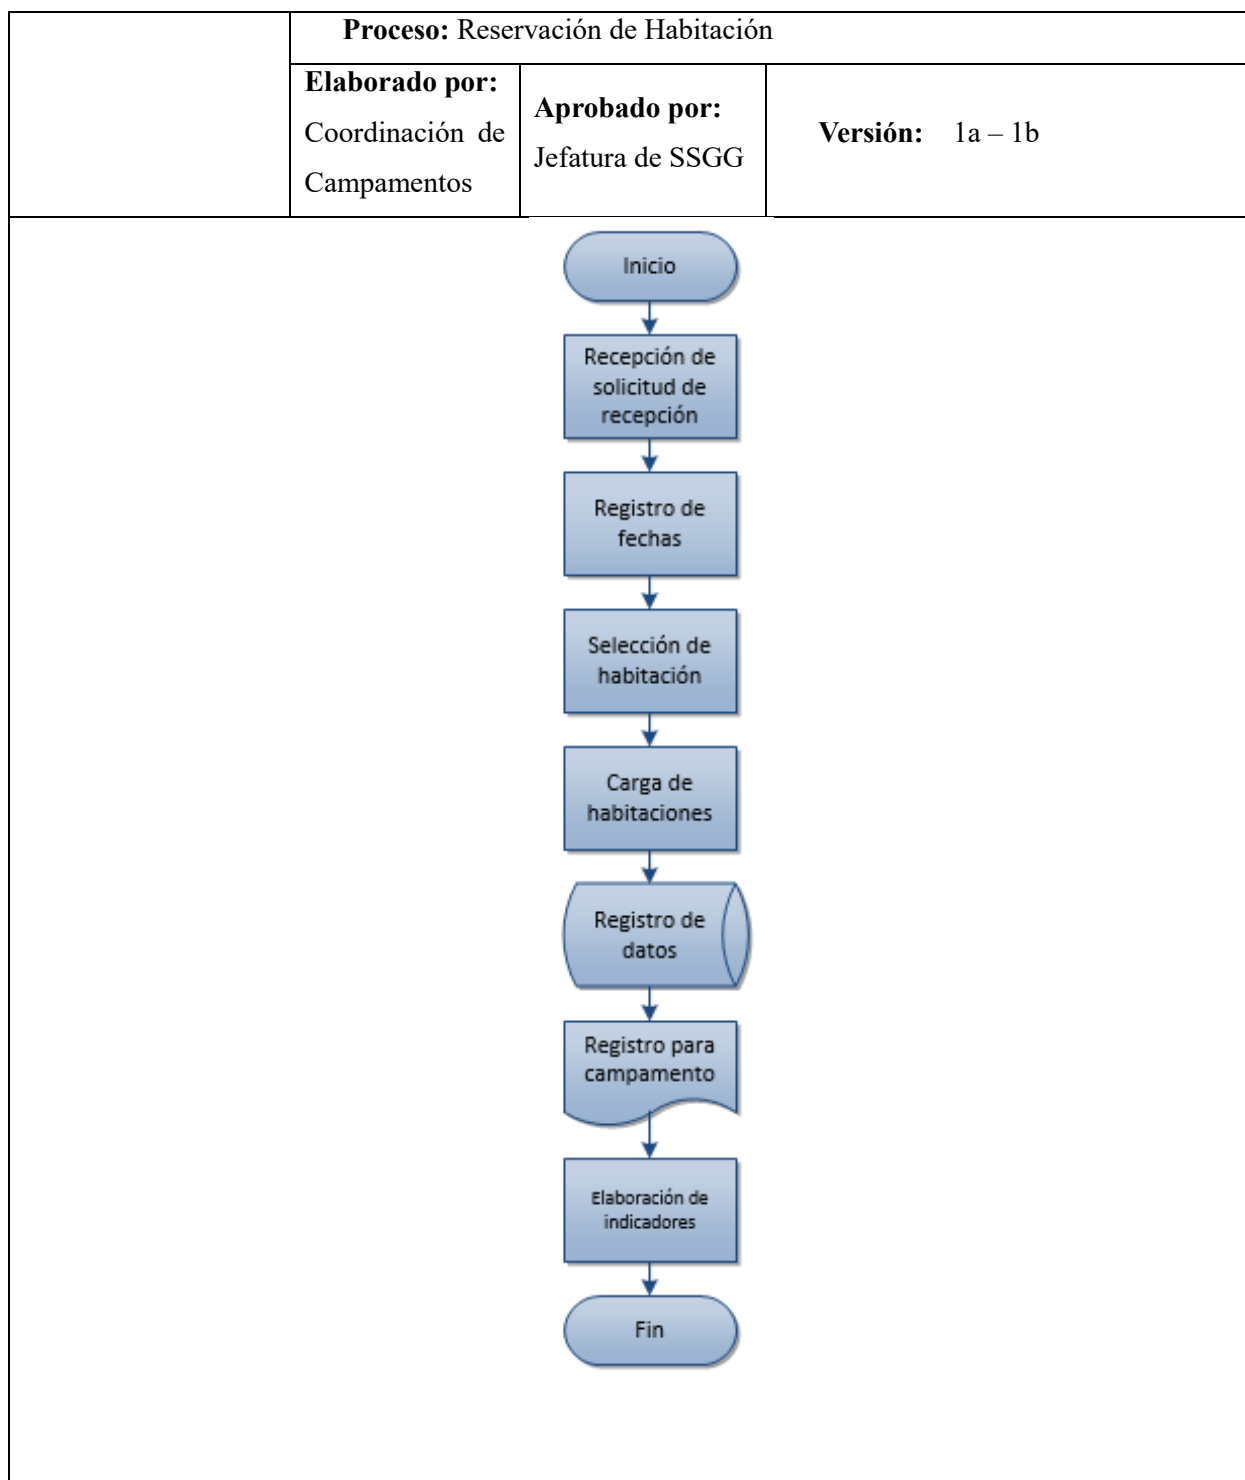 Proceso: Reservación de Habitación
Elaborado por:
Coordinación de
Campamentos
Aprobado por:
Jefatura de SSGG
Versión: 1a – 1b
Inicio
Recepción de
solicitud de
recepción
Registro de
fechas
Selección de
habitación
Carga de
habitaciones
Registro de
datos
Registro para
campamento
Elaboración de
indicadores
Fin